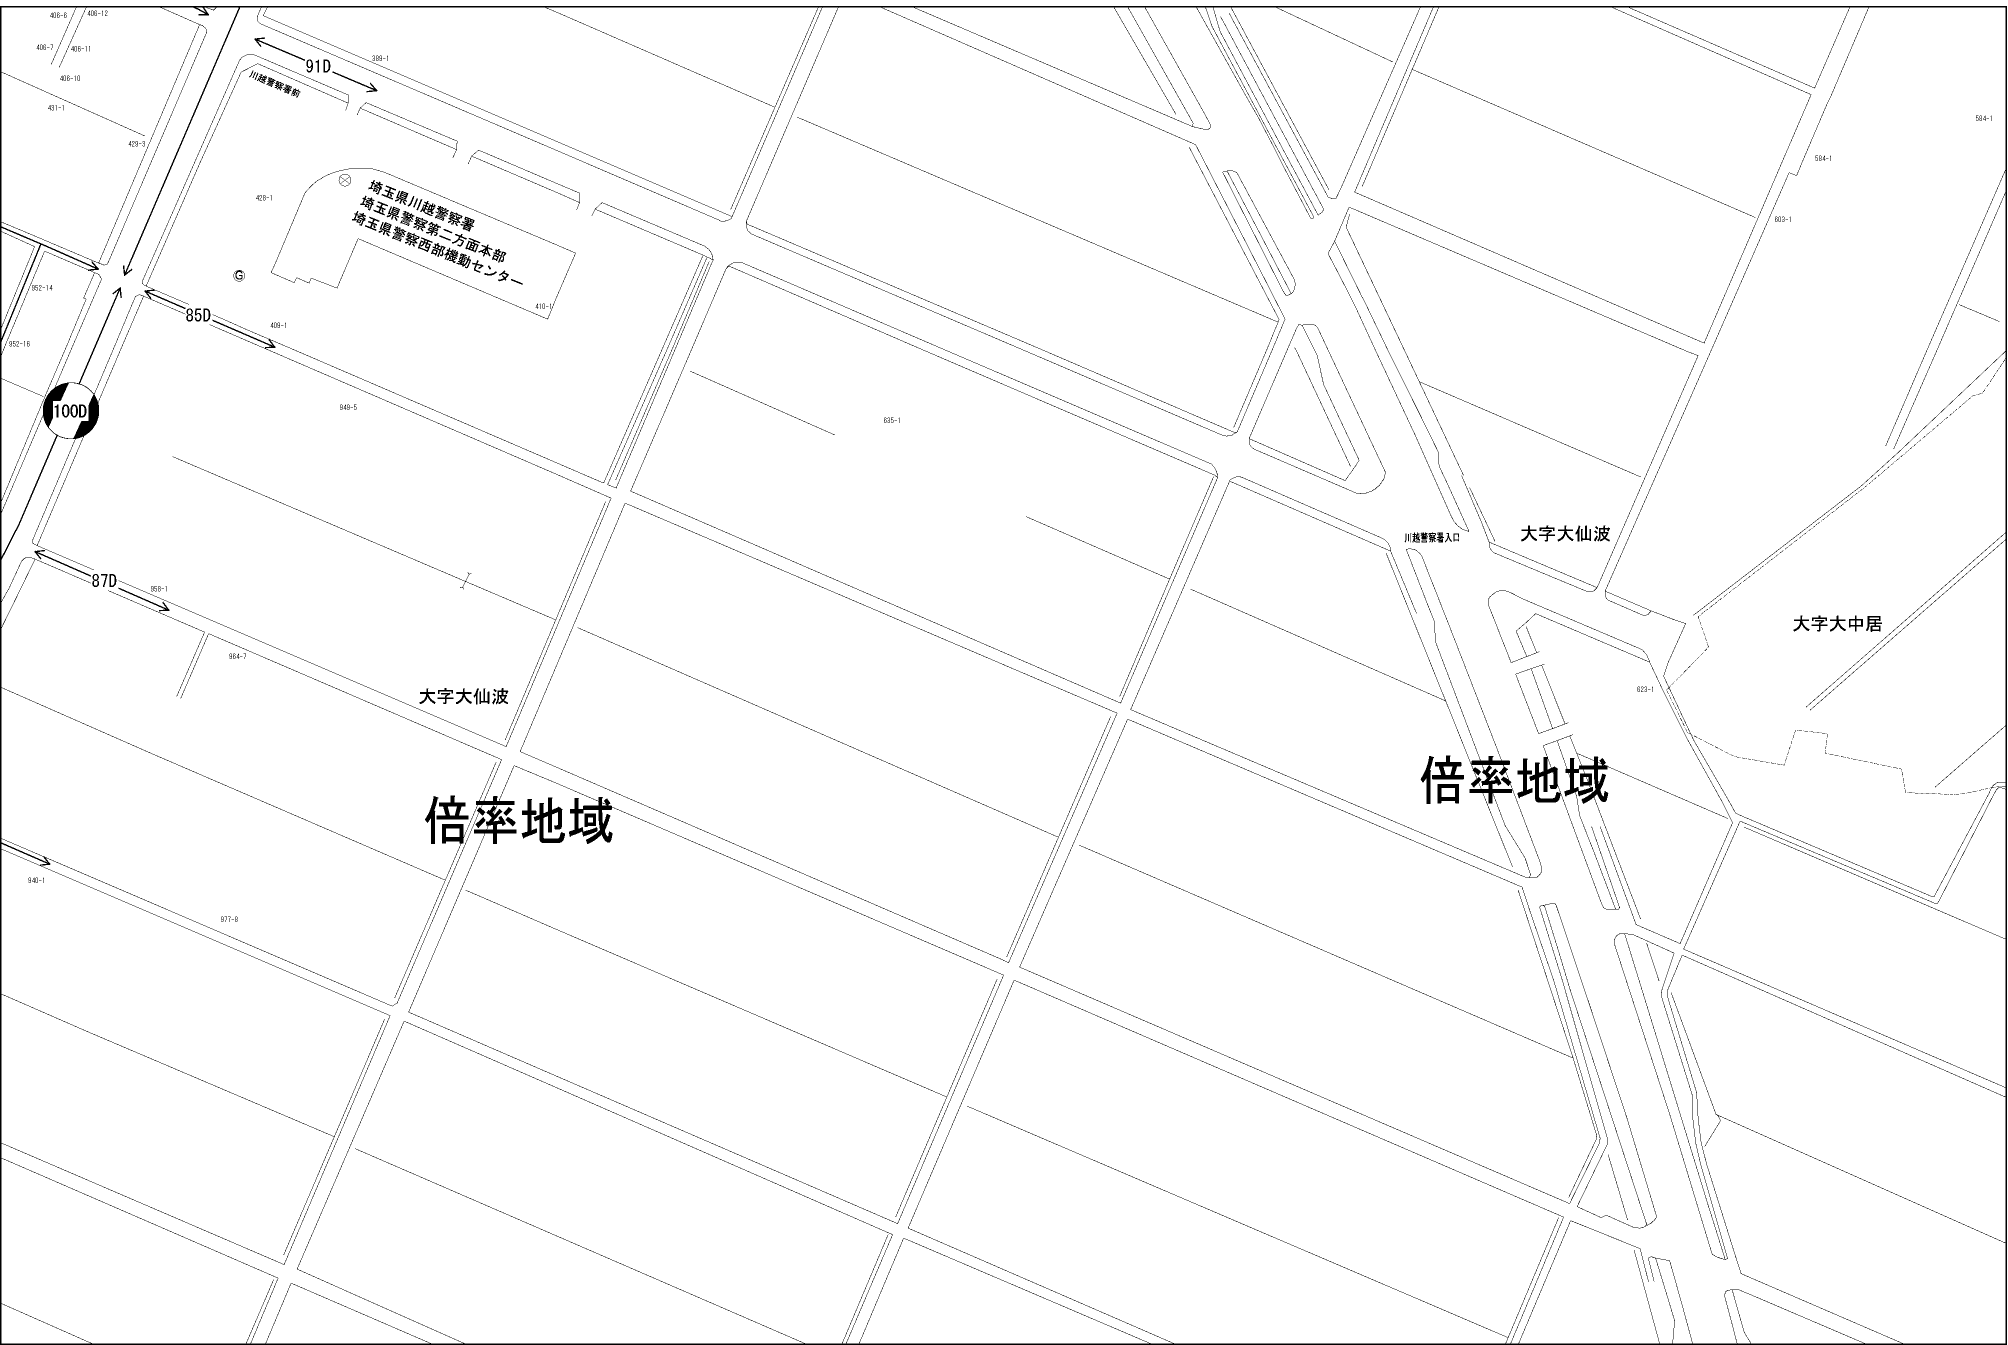 406-6
406-12
406-7
406-11
406-10
431-1
429-3
91D
389-1
川越警察署前
428-1
埼玉県川越警察署
埼玉県警察第二方面本部
埼玉県警察西部機動センター
G
410-1
952-14
85D
409-1
952-16
100D
949-5
635-1
584-1
584-1
603-1
川越警察署入口
大字大仙波
87D
958-1
大字大中居
964-7
大字大仙波
623-1
倍率地域
倍率地域
940-1
977-8